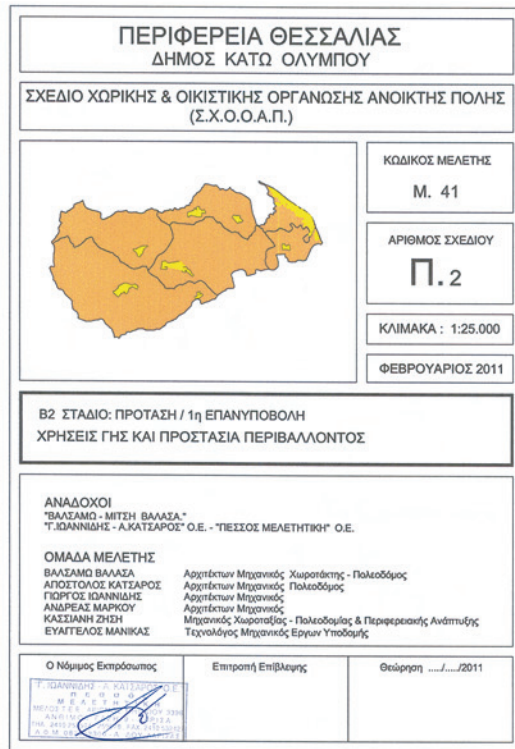 ΠΕΡΙΦΕΡΕΙΑ ΘΕΣΣΑΛΙΑΣ
ΔΗΜΟΣ ΚΑΤΩ ΟΛΥΜΠΟΥ
ΣΧΕΔΙΟ ΧΩΡΙΚΗΣ & ΟΙΚΙΣΤΙΚΗΣ ΟΡΓΑΝΩΣΗΣ ΑΝΟΙΚΤΗΣ ΠΟΛΗΣ
(Σ.Χ.Ο.Ο.Α.Π.)
ΚΩΔΙΚΟΣ ΜΕΛΕΤΗΣ
Μ. 41
ΑΡΙΘΜΟΣ ΣΧΕΔΙΟΥ
Π.2
ΚΛΙΜΑΚΑ : 1:25.000
ΦΕΒΡΟΥΑΡΙΟΣ 2011
Β2 ΣΤΑΔΙΟ: ΠΡΟΤΑΣΗ / 1η ΕΠΑΝΥΠΟΒΟΛΗ
ΧΡΗΣΕΙΣ ΓΗΣ ΚΑΙ ΠΡΟΣΤΑΣΙΑ ΠΕΡΙΒΑΛΛΟΝΤΟΣ
ΑΝΑΔΟΧΟΙ
"ΒΑΛΣΑΜΩ - ΜΙΤΣΗ ΒΑΛΑΣΑ."
"Γ.ΙΩΑΝΝΙΔΗΣ - Α.ΚΑΤΣΑΡΟΣ" Ο.Ε. - "ΠΕΣΣΟΣ ΜΕΛΕΤΗΤΙΚΗ" Ο.Ε.
ΟΜΑΔΑ ΜΕΛΕΤΗΣ
ΒΑΛΣΑΜΩ ΒΑΛΑΣΑ Αρχιτέκτων Μηχανικός Χωροτάκτης - Πολεοδόμος
ΑΠΟΣΤΟΛΟΣ ΚΑΤΣΑΡΟΣ Αρχιτέκτων Μηχανικός Πολεοδόμος
ΓΙΩΡΓΟΣ ΙΩΑΝΝΙΔΗΣ Αρχιτέκτων Μηχανικός
ΑΝΔΡΕΑΣ ΜΑΡΚΟΥ Αρχιτέκτων Μηχανικός
ΚΑΣΣΙΑΝΗ ΖΗΣΗ Μηχανικός Χωροταξίας - Πολεοδομίας & Περιφερειακής Ανάπτυξης
ΕΥΑΓΓΕΛΟΣ ΜΑΝΙΚΑΣ Τεχνολόγος Μηχανικός Εργων Υποδομής
Ο Νόμιμος Εκπρόσωπος Επιτροπή Επίβλεψης Θεώρηση ...../...../2011
Γ. ΙΩΑΝΝΙΔΗΣ - Α. ΚΑΤΣΑΡΟΣ Ο.Ε.